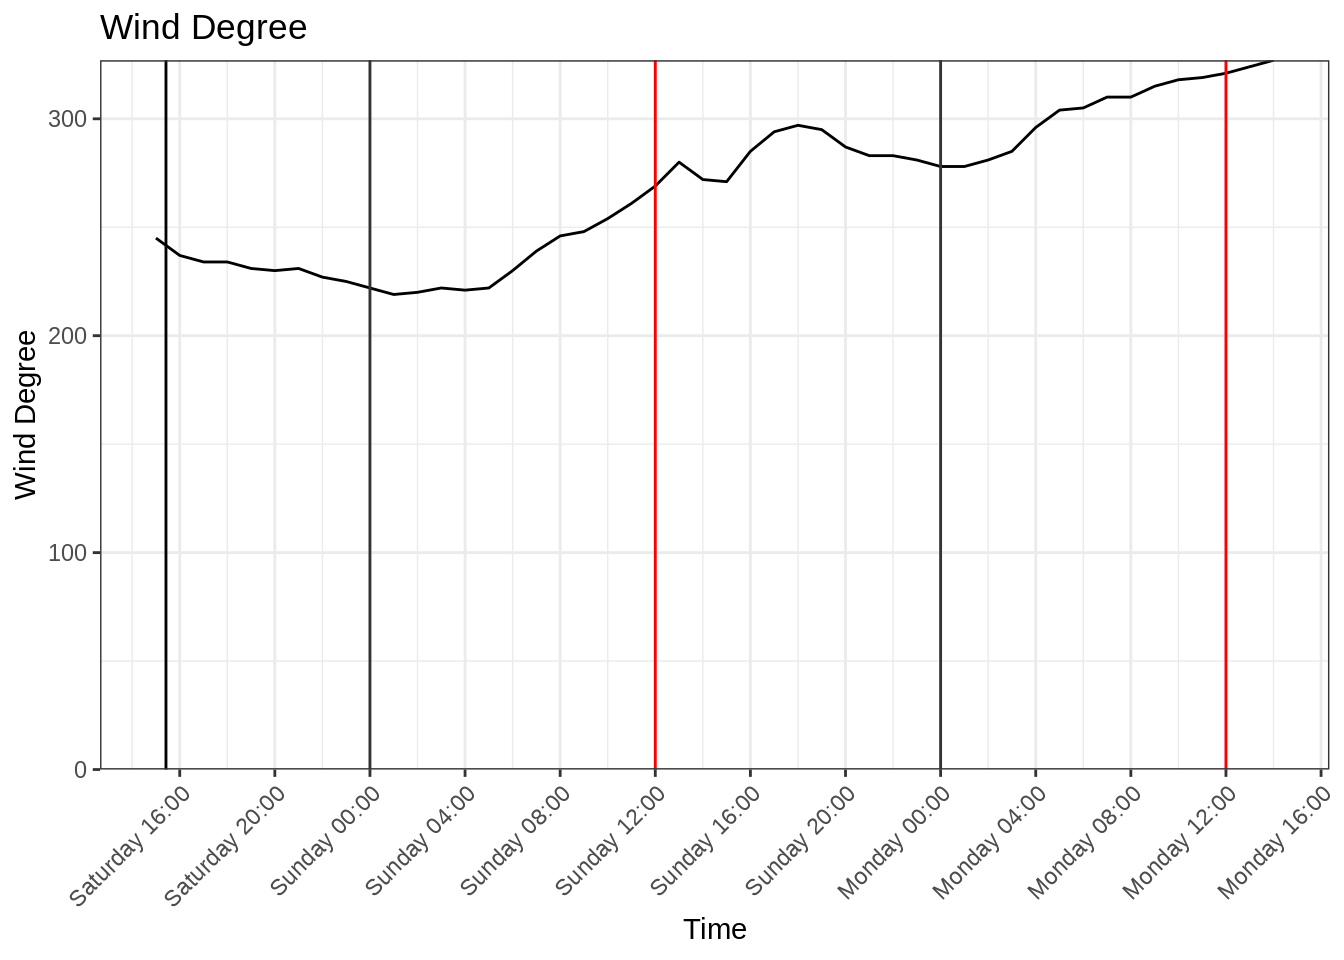 Wind Degree
Wind Degree
300
200
100
0
Saturday 16:00
Saturday 20:00
Sunday 00:00
Sunday 04:00
Sunday 08:00
Sunday 12:00
Sunday 16:00
Sunday 20:00
Monday 00:00
Monday 04:00
Monday 08:00
Monday 12:00
Monday 16:00
Time